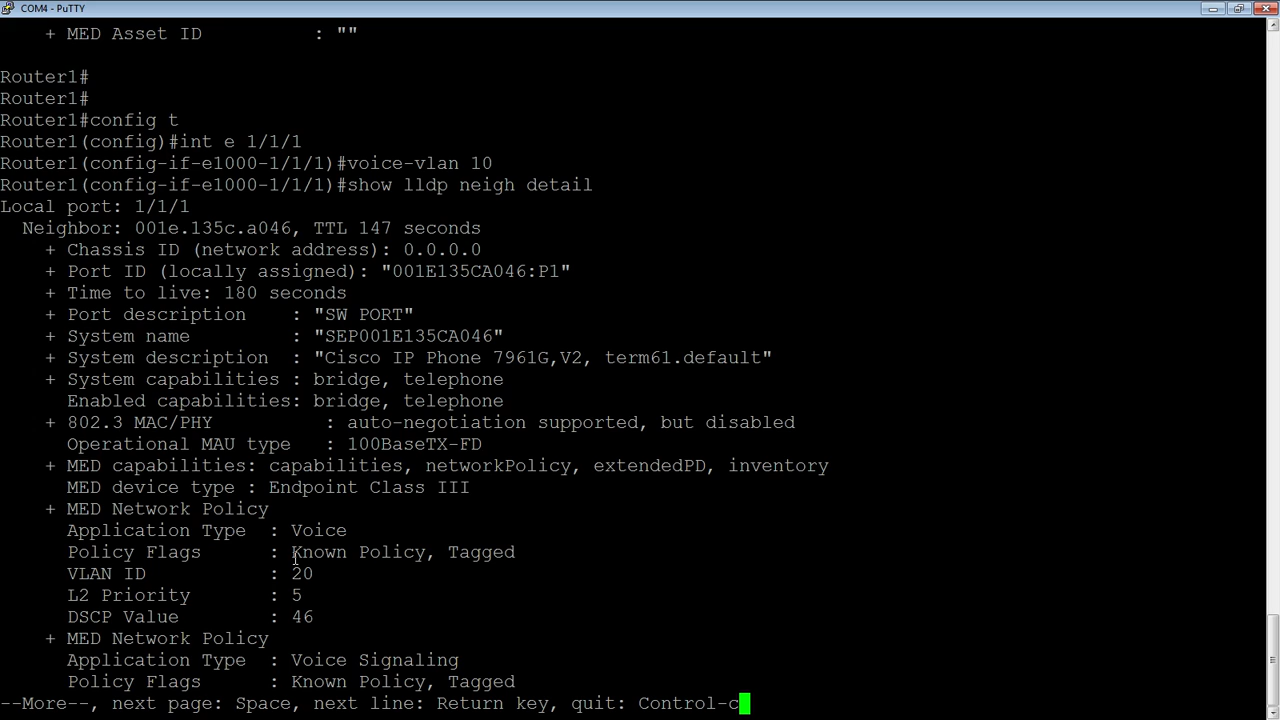 COM4 - PuTTY
+ MED Asset ID          : ""
Router1#
Router1#
Router1#config t
Router1(config)#int e 1/1/1
Router1(config-if-e1000-1/1/1)#voice-vlan 10
Router1(config-if-e1000-1/1/1)#show lldp neigh detail
Local port: 1/1/1
  Neighbor: 001e.135c.a046, TTL 147 seconds
    + Chassis ID (network address): 0.0.0.0
    + Port ID (locally assigned): "001E135CA046:P1"
    + Time to live: 180 seconds
    + Port description    : "SW PORT"
    + System name         : "SEP001E135CA046"
    + System description  : "Cisco IP Phone 7961G,V2, term61.default"
    + System capabilities : bridge, telephone
      Enabled capabilities: bridge, telephone
    + 802.3 MAC/PHY          : auto-negotiation supported, but disabled
      Operational MAU type   : 100BaseTX-FD
    + MED capabilities: capabilities, networkPolicy, extendedPD, inventory
      MED device type : Endpoint Class III
    + MED Network Policy
      Application Type  : Voice
      Policy Flags      : Known Policy, Tagged
      VLAN ID           : 20
      L2 Priority       : 5
      DSCP Value        : 46
    + MED Network Policy
      Application Type  : Voice Signaling
      Policy Flags      : Known Policy, Tagged
--More--, next page: Space, next line: Return key, quit: Control-c